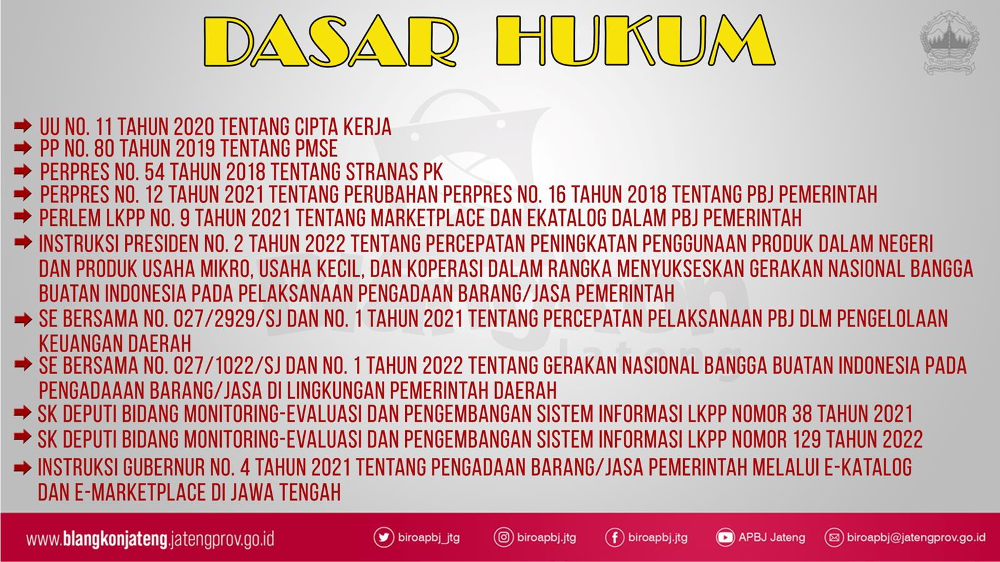 DASAR HUKUM
UU NO. 11 TAHUN 2020 TENTANG CIPTA KERJA
PP NO. 80 TAHUN 2019 TENTANG PMSE
PERPRES NO. 54 TAHUN 2018 TENTANG STRANAS PK
PERPRES NO. 12 TAHUN 2021 TENTANG PERUBAHAN PERPRES NO. 16 TAHUN 2018 TENTANG PBJ PEMERINTAH
PERLEM LKPP NO. 9 TAHUN 2021 TENTANG MARKETPLACE DAN EKATALOG DALAM PBJ PEMERINTAH
INSTRUKSI PRESIDEN NO. 2 TAHUN 2022 TENTANG PERCEPATAN PENINGKATAN PENGGUNAAN PRODUK DALAM NEGERI
DAN PRODUK USAHA MIKRO, USAHA KECIL, DAN KOPERASI DALAM RANGKA MENYUKSESKAN GERAKAN NASIONAL BANGGA
BUATAN INDONESIA PADA PELAKSANAAN PENGADAAN BARANG/JASA PEMERINTAH
SE BERSAMA NO. 027/2929/SJ DAN NO. 1 TAHUN 2021 TENTANG PERCEPATAN PELAKSANAAN PBJ DLM PENGELOLAAN
KEUANGAN DAERAH
SE BERSAMA NO. 027/1022/SJ DAN NO. 1 TAHUN 2022 TENTANG GERAKAN NASIONAL BANGGA BUATAN INDONESIA PADA
PENGADAAAN BARANG/JASA DI LINGKUNGAN PEMERINTAH DAERAH
SK DEPUTI BIDANG MONITORING-EVALUASI DAN PENGEMBANGAN SISTEM INFORMASI LKPP NOMOR 38 TAHUN 2021
SK DEPUTI BIDANG MONITORING-EVALUASI DAN PENGEMBANGAN SISTEM INFORMASI LKPP NOMOR 129 TAHUN 2022
INSTRUKSI GUBERNUR NO. 4 TAHUN 2021 TENTANG PENGADAAN BARANG/JASA PEMERINTAH MELALUI E-KATALOG
DAN E-MARKETPLACE DI JAWA TENGAH
Blangkon
Jateng
www.blangkonjateng.jatengprov.go.id
biroapbj_jtg
biroapbj.jtg
biroapbj.jtg
APBJ Jateng
biroapbj@jatengprov.go.id